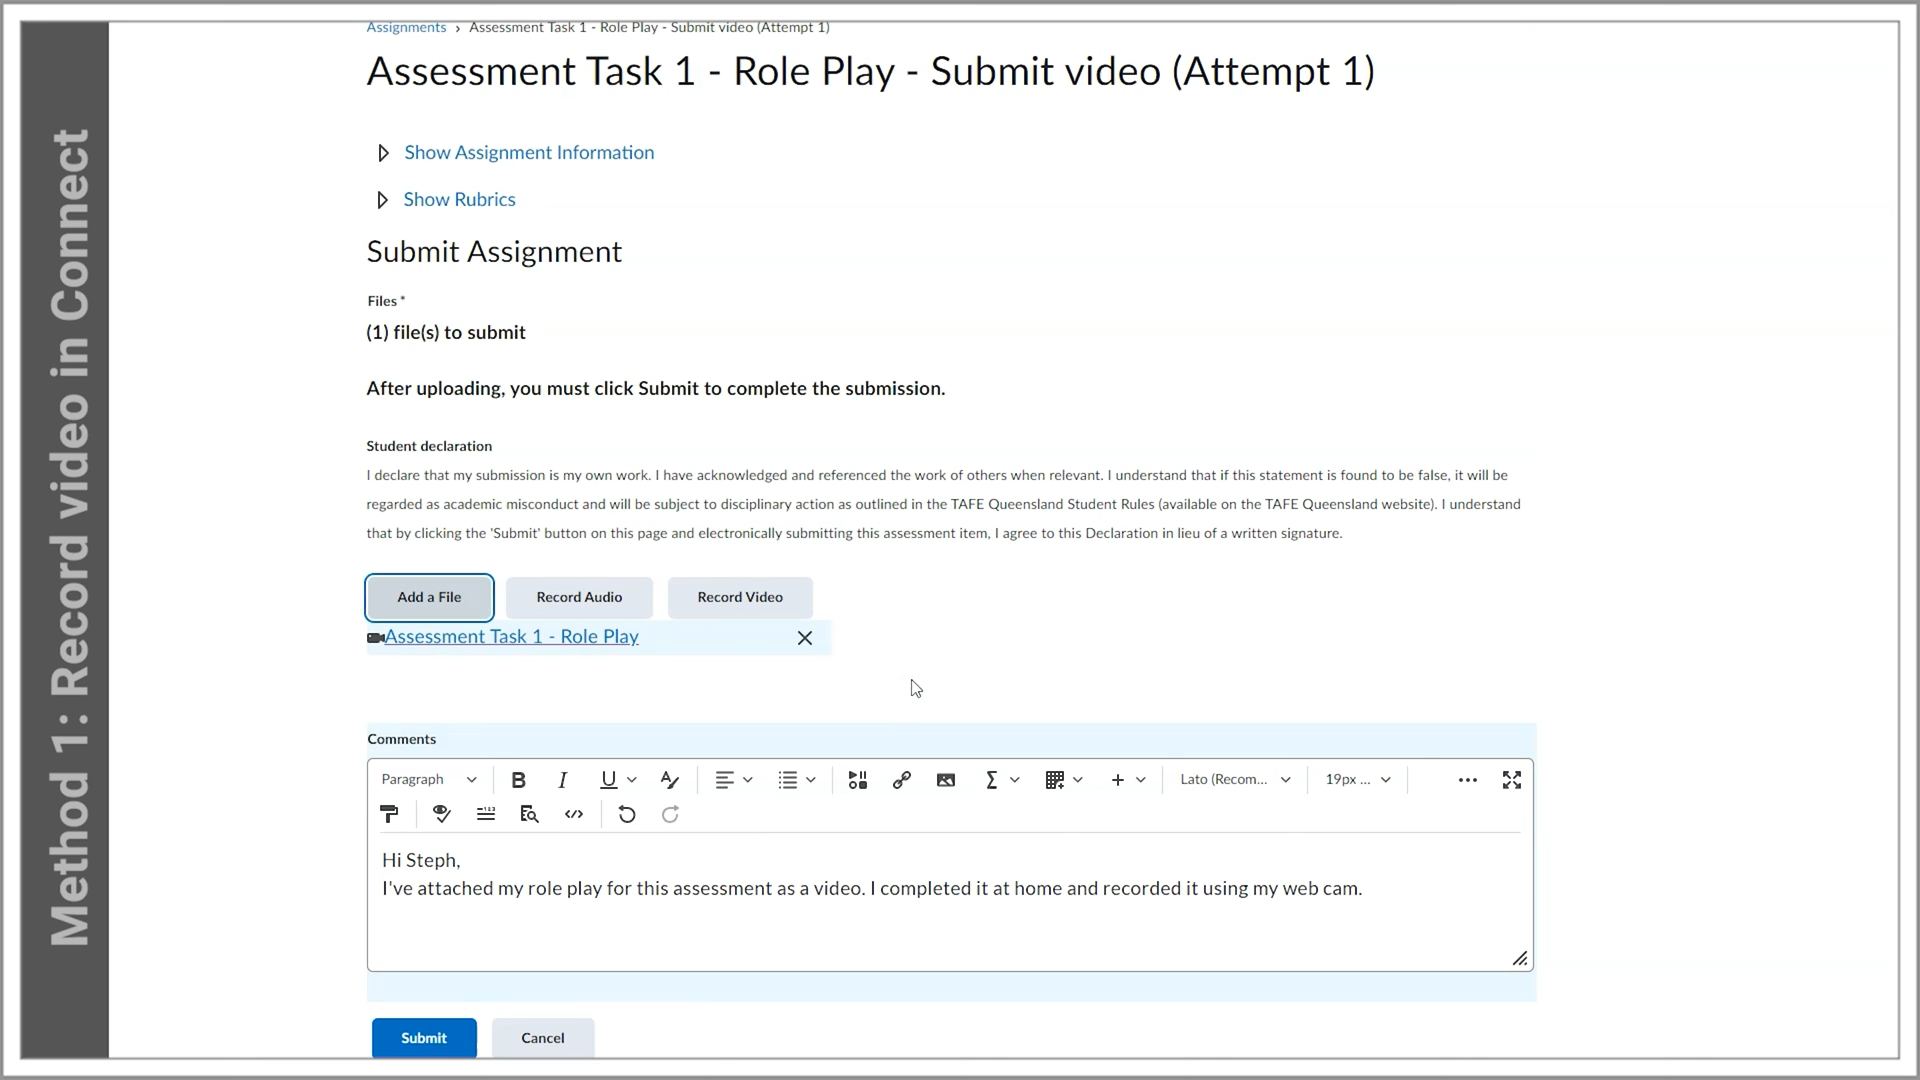 Method 1: Record video in Connect
Assignments › Assessment Task 1 - Role Play - Submit video (Attempt 1)
Assessment Task 1 - Role Play - Submit video (Attempt 1)
Show Assignment Information
Show Rubrics
Submit Assignment
Files *
(1) file(s) to submit
After uploading, you must click Submit to complete the submission.
Student declaration
I declare that my submission is my own work. I have acknowledged and referenced the work of others when relevant. I understand that if this statement is found to be false, it will be
regarded as academic misconduct and will be subject to disciplinary action as outlined in the TAFE Queensland Student Rules (available on the TAFE Queensland website). I understand
that by clicking the 'Submit' button on this page and electronically submitting this assessment item, I agree to this Declaration in lieu of a written signature.
Add a File Record Audio Record Video
Assessment Task 1 - Role Play
Comments
Paragraph Lato (Recom... 19px ...
Hi Steph,
I've attached my role play for this assessment as a video. I completed it at home and recorded it using my web cam.
Submit Cancel